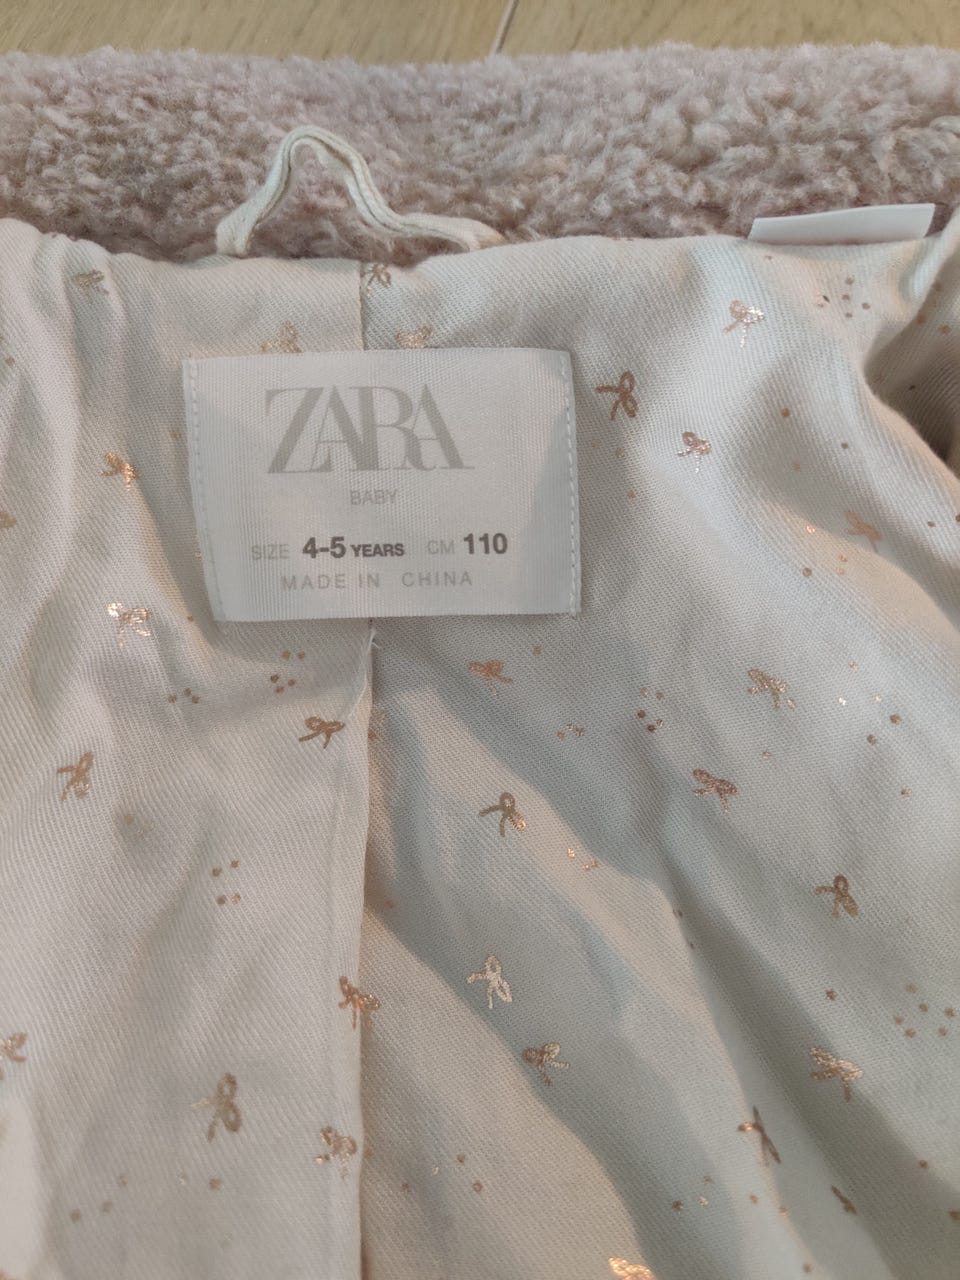 ZARA
BABY
SIZE 4-5 YEARS CM 110
MADE IN CHINA